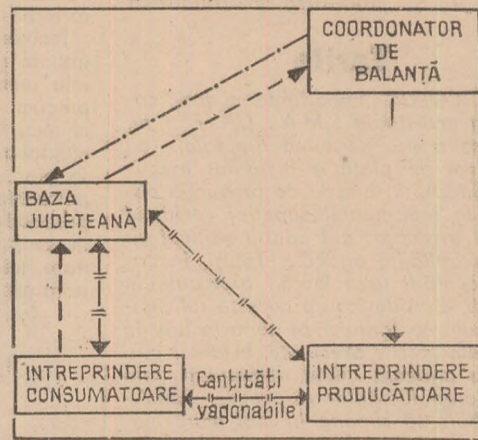 COORDONATOR
DE
BALANȚĂ
BAZA
JUDEȚEANĂ
INTREPRINDERE
CONSUMATOARE
Cantități
vagonabile
INTREPRINDERE
PRODUCĂTOARE